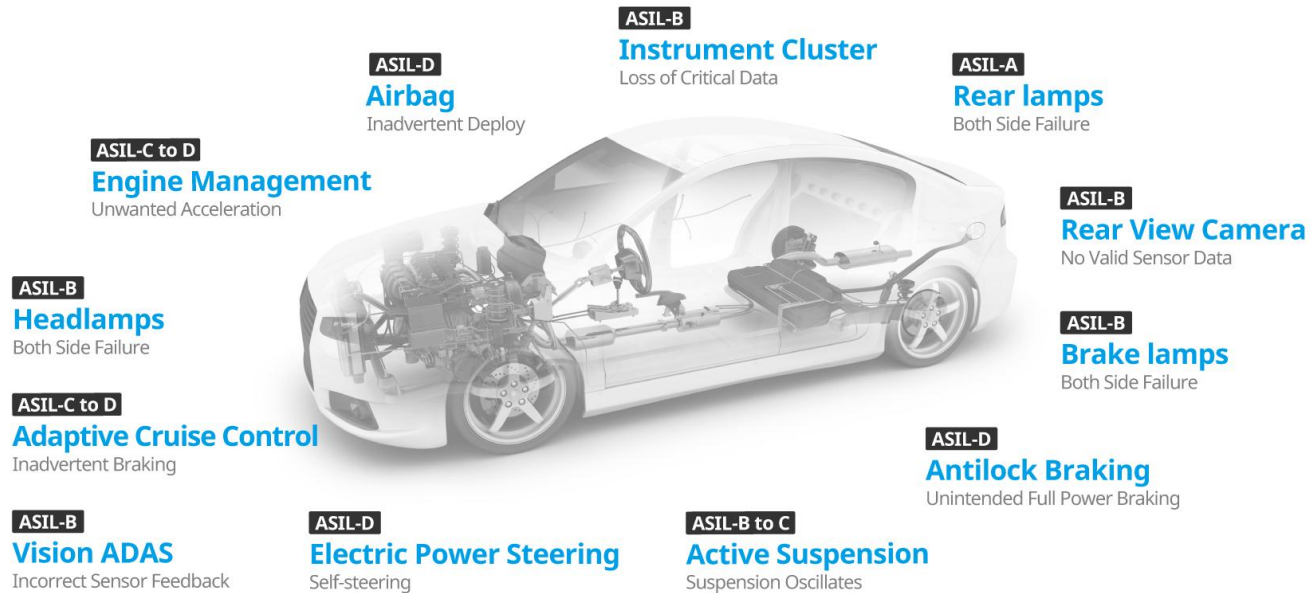 ASIL-B
Instrument Cluster
Loss of Critical Data
ASIL-D
Airbag
Inadvertent Deploy
ASIL-A
Rear lamps
Both Side Failure
ASIL-C to D
Engine Management
Unwanted Acceleration
ASIL-B
Rear View Camera
No Valid Sensor Data
ASIL-B
Headlamps
Both Side Failure
ASIL-B
Brake lamps
Both Side Failure
ASIL-C to D
Adaptive Cruise Control
Inadvertent Braking
ASIL-D
Antilock Braking
Unintended Full Power Braking
ASIL-B
Vision ADAS
Incorrect Sensor Feedback
ASIL-D
Electric Power Steering
Self-steering
ASIL-B to C
Active Suspension
Suspension Oscillates